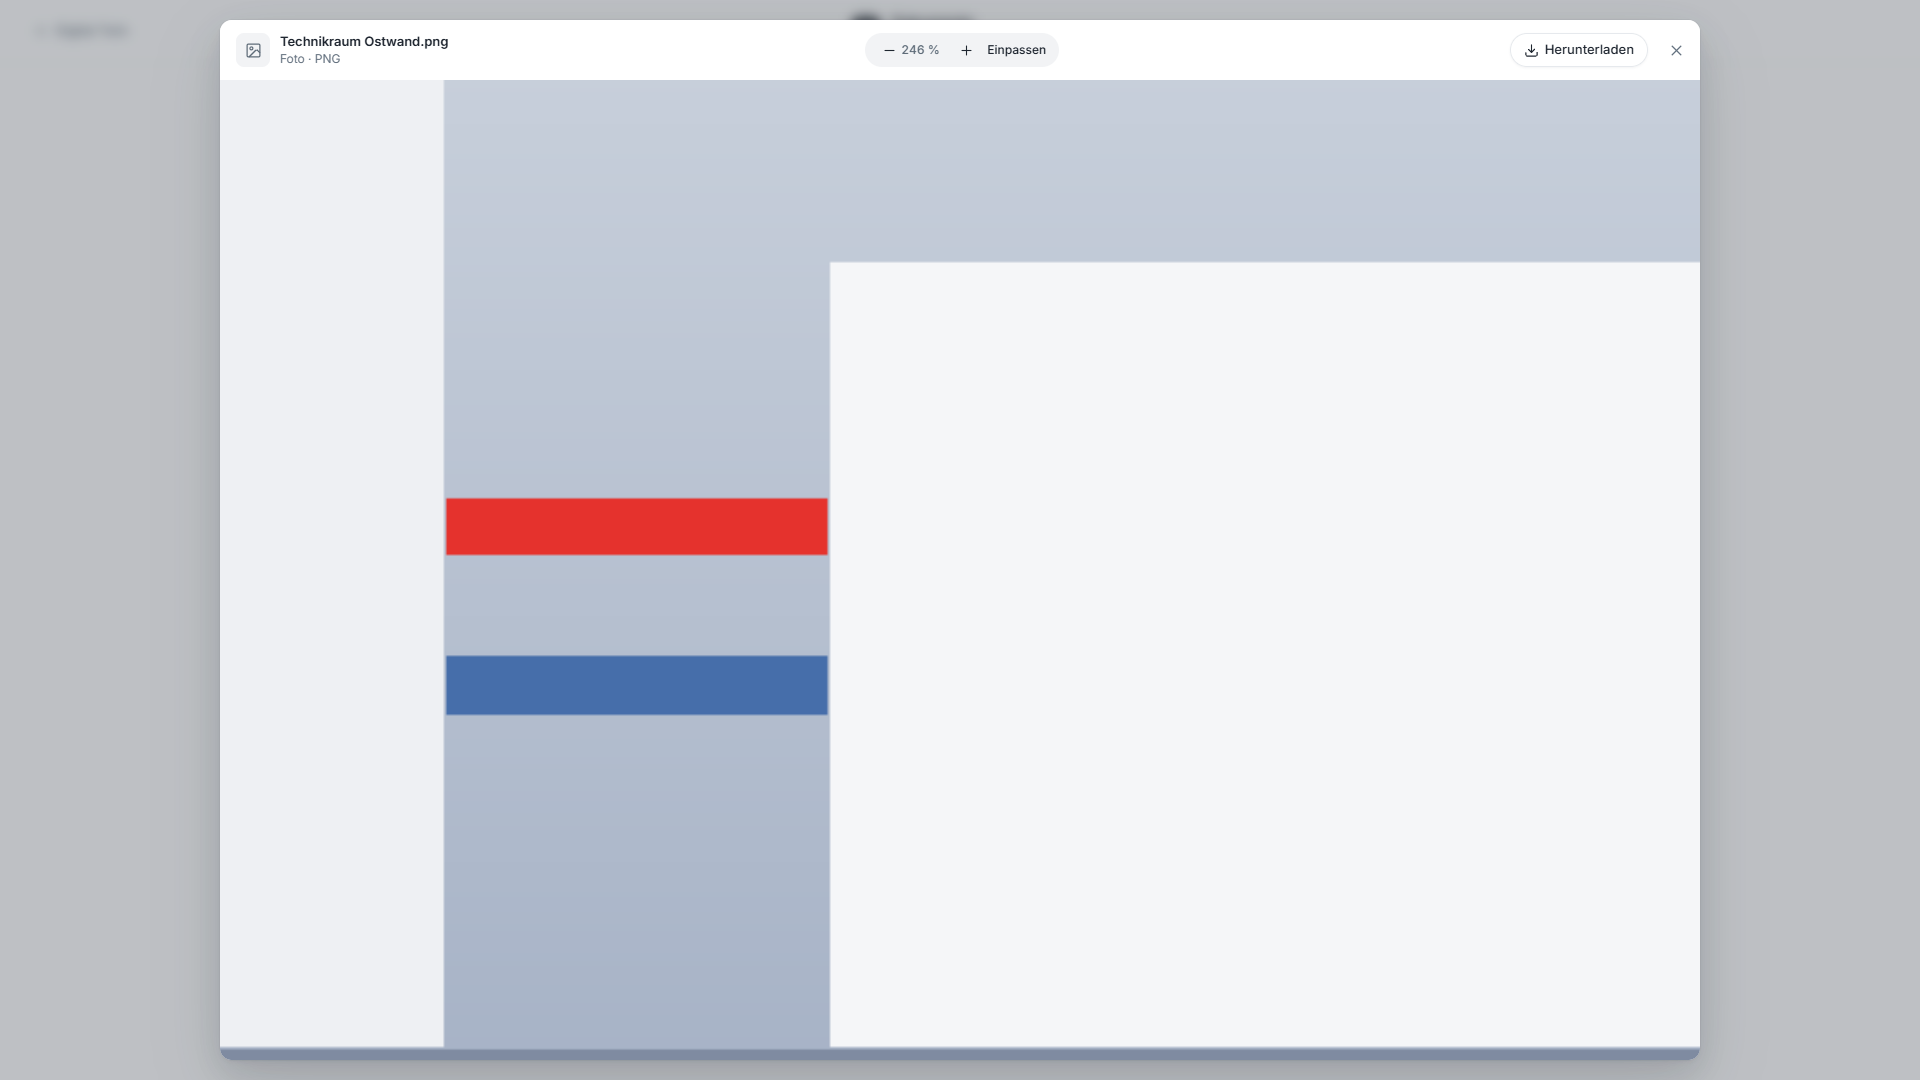 Technikraum Ostwand.png
Foto · PNG
246 %
Einpassen
Herunterladen